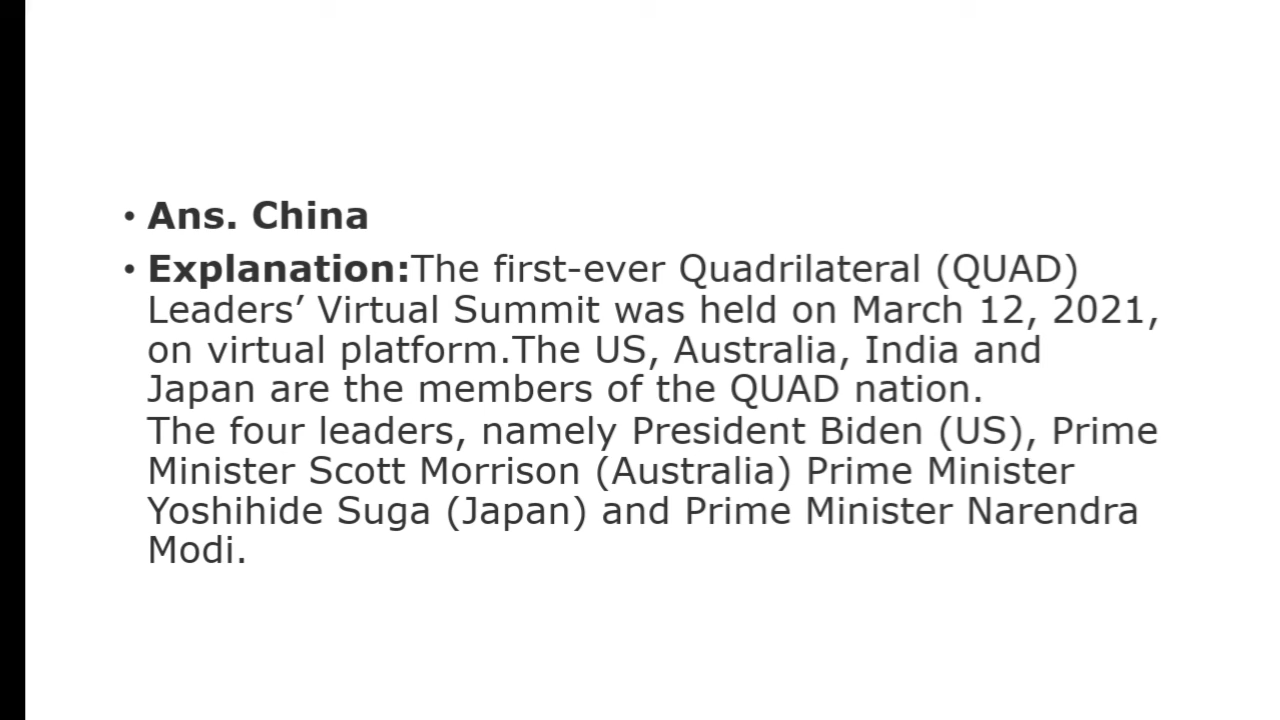 • Ans. China
• Explanation:The first-ever Quadrilateral (QUAD)
Leaders’ Virtual Summit was held on March 12, 2021,
on virtual platform.The US, Australia, India and
Japan are the members of the QUAD nation.
The four leaders, namely President Biden (US), Prime
Minister Scott Morrison (Australia) Prime Minister
Yoshihide Suga (Japan) and Prime Minister Narendra
Modi.